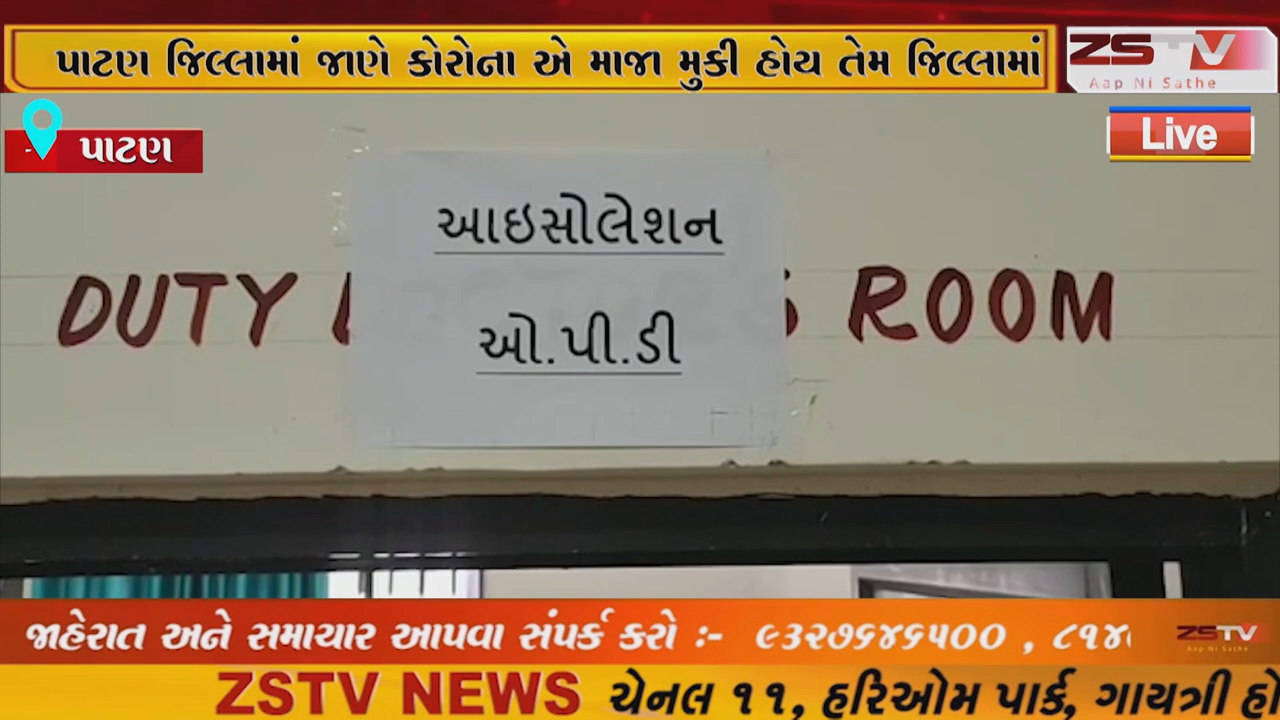 પાટણ જિલ્લામાં જાણે કોરોના એ માજા મુકી હોય તેમ જિલ્લામાં
ZSTV
Aap Ni Sathe
પાટણ
Live
આઇસોલેશન
DUTY ROOM
ઓ.પી.ડી
જાહેરાત અને સમાચાર આપવા સંપર્ક કરો :- ૯૩૨૭૬૪૬૫૦૦ , ૮૧૪
ZSTV
Aap Ni Sathe
ZSTV NEWS ચેનલ ૧૧, હરિઓમ પાર્ક, ગાયત્રી હો